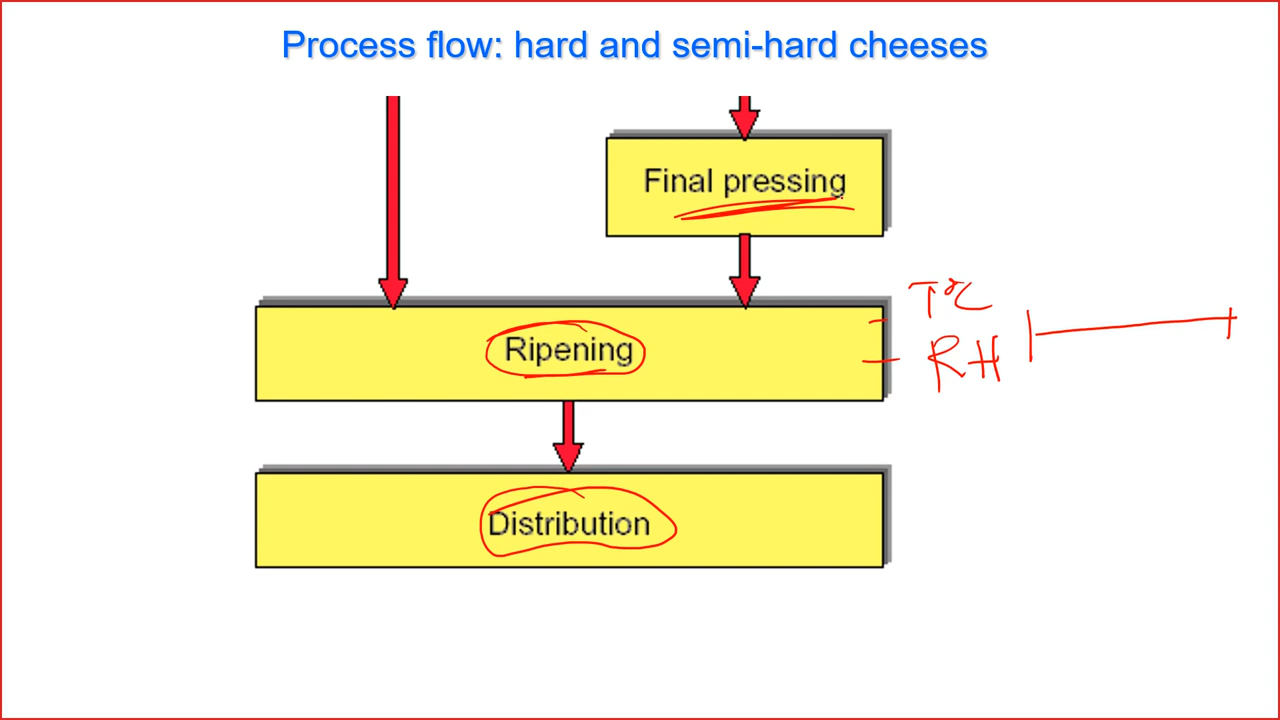 Process flow: hard and semi-hard cheeses
Final pressing
T°C
Ripening
RH
Distribution